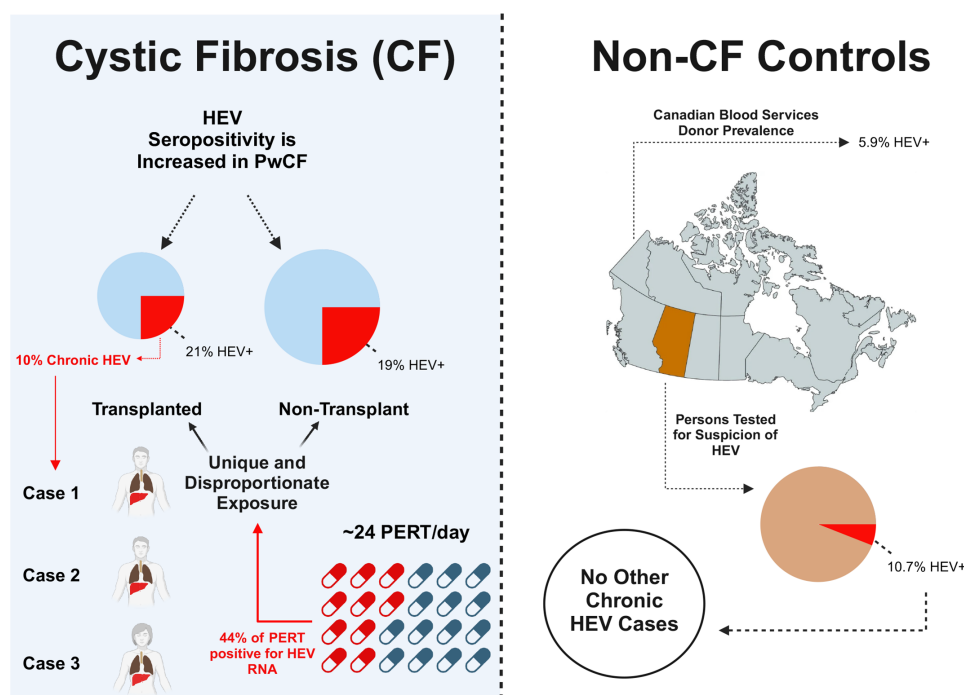 Cystic Fibrosis (CF)
HEV
Seropositivity is
Increased in PwCF
21% HEV+
10% Chronic HEV
19% HEV+
Transplanted
Non-Transplant
Unique and
Disproportionate
Exposure
Case 1
Case 2
Case 3
~24 PERT/day
44% of PERT
positive for HEV
RNA
Non-CF Controls
Canadian Blood Services
Donor Prevalence
5.9% HEV+
Persons Tested
for Suspicion of
HEV
10.7% HEV+
No Other
Chronic
HEV Cases